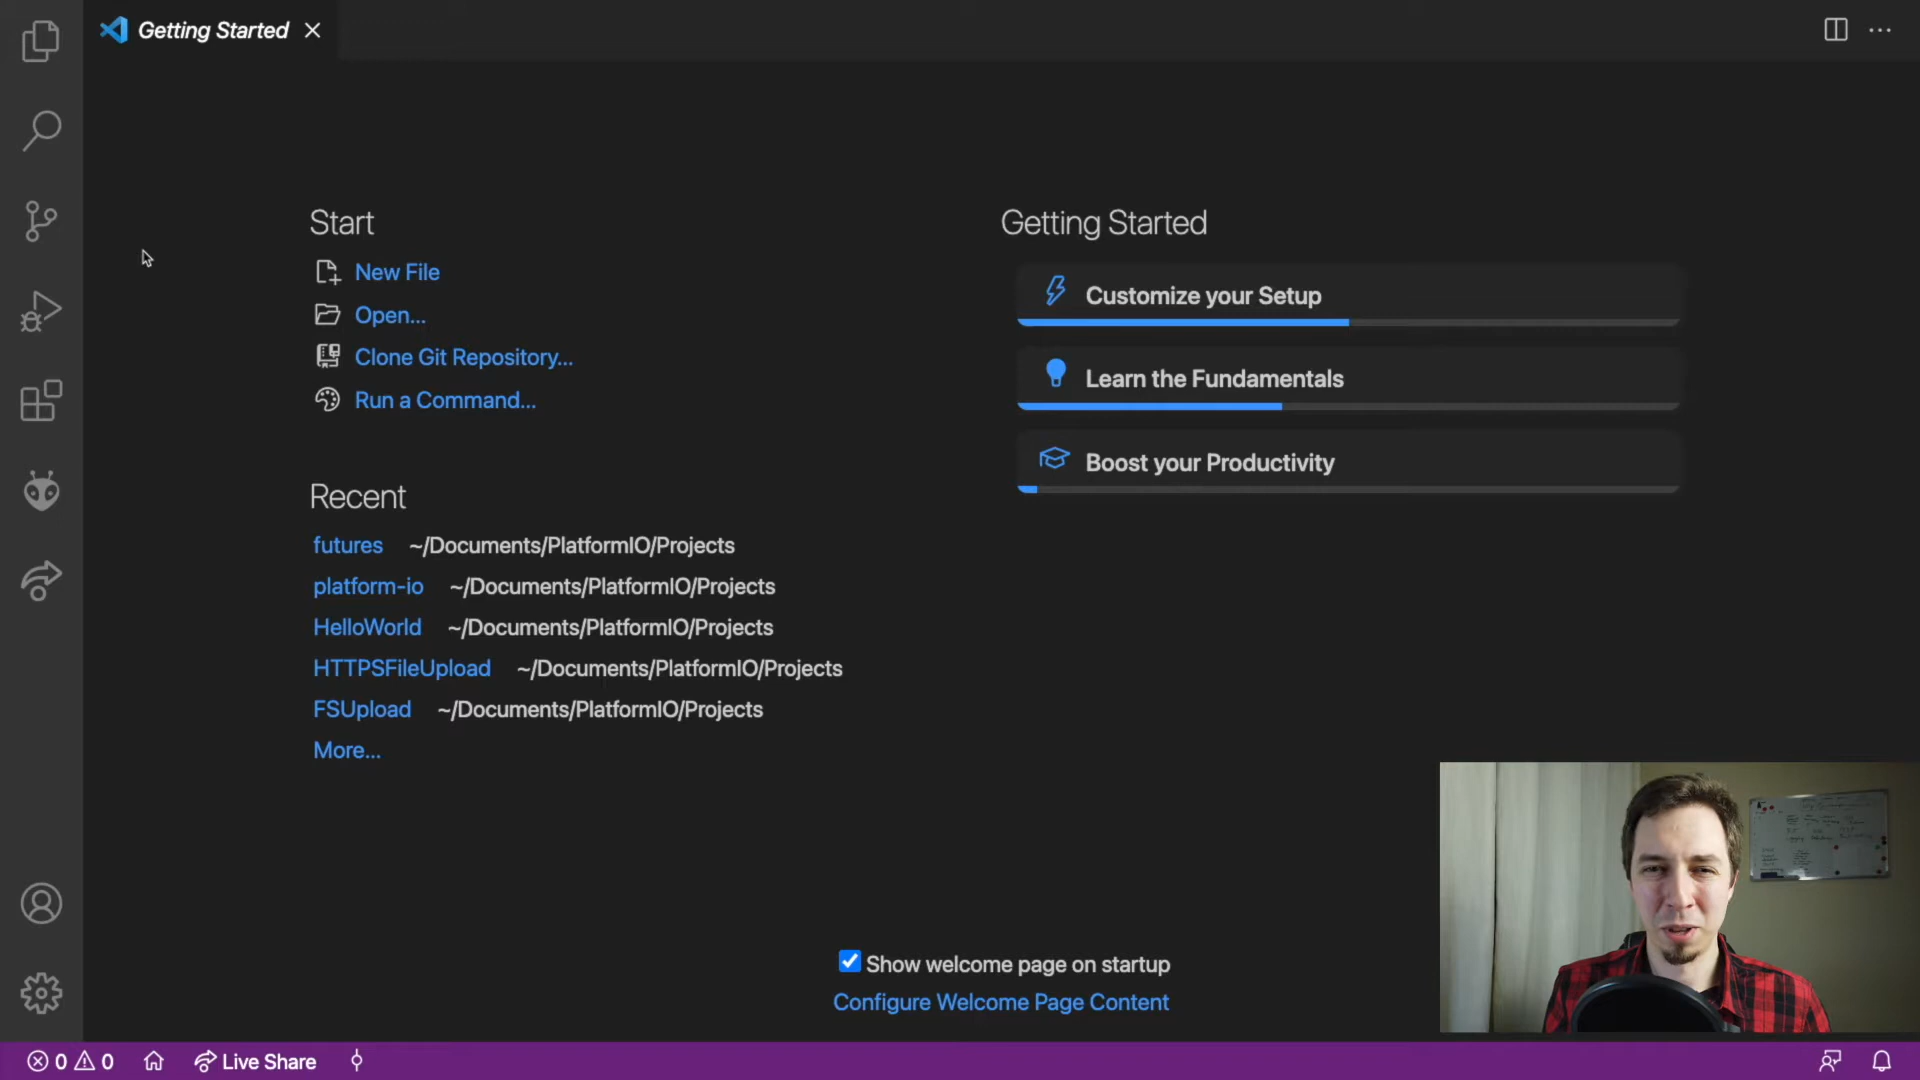 Getting Started
Start
New File
Open...
Clone Git Repository...
Run a Command...
Recent
futures ~/Documents/PlatformIO/Projects
platform-io ~/Documents/PlatformIO/Projects
HelloWorld ~/Documents/PlatformIO/Projects
HTTPSFileUpload ~/Documents/PlatformIO/Projects
FSUpload ~/Documents/PlatformIO/Projects
More...
Getting Started
Customize your Setup
Learn the Fundamentals
Boost your Productivity
Show welcome page on startup
Configure Welcome Page Content
0 0 Live Share